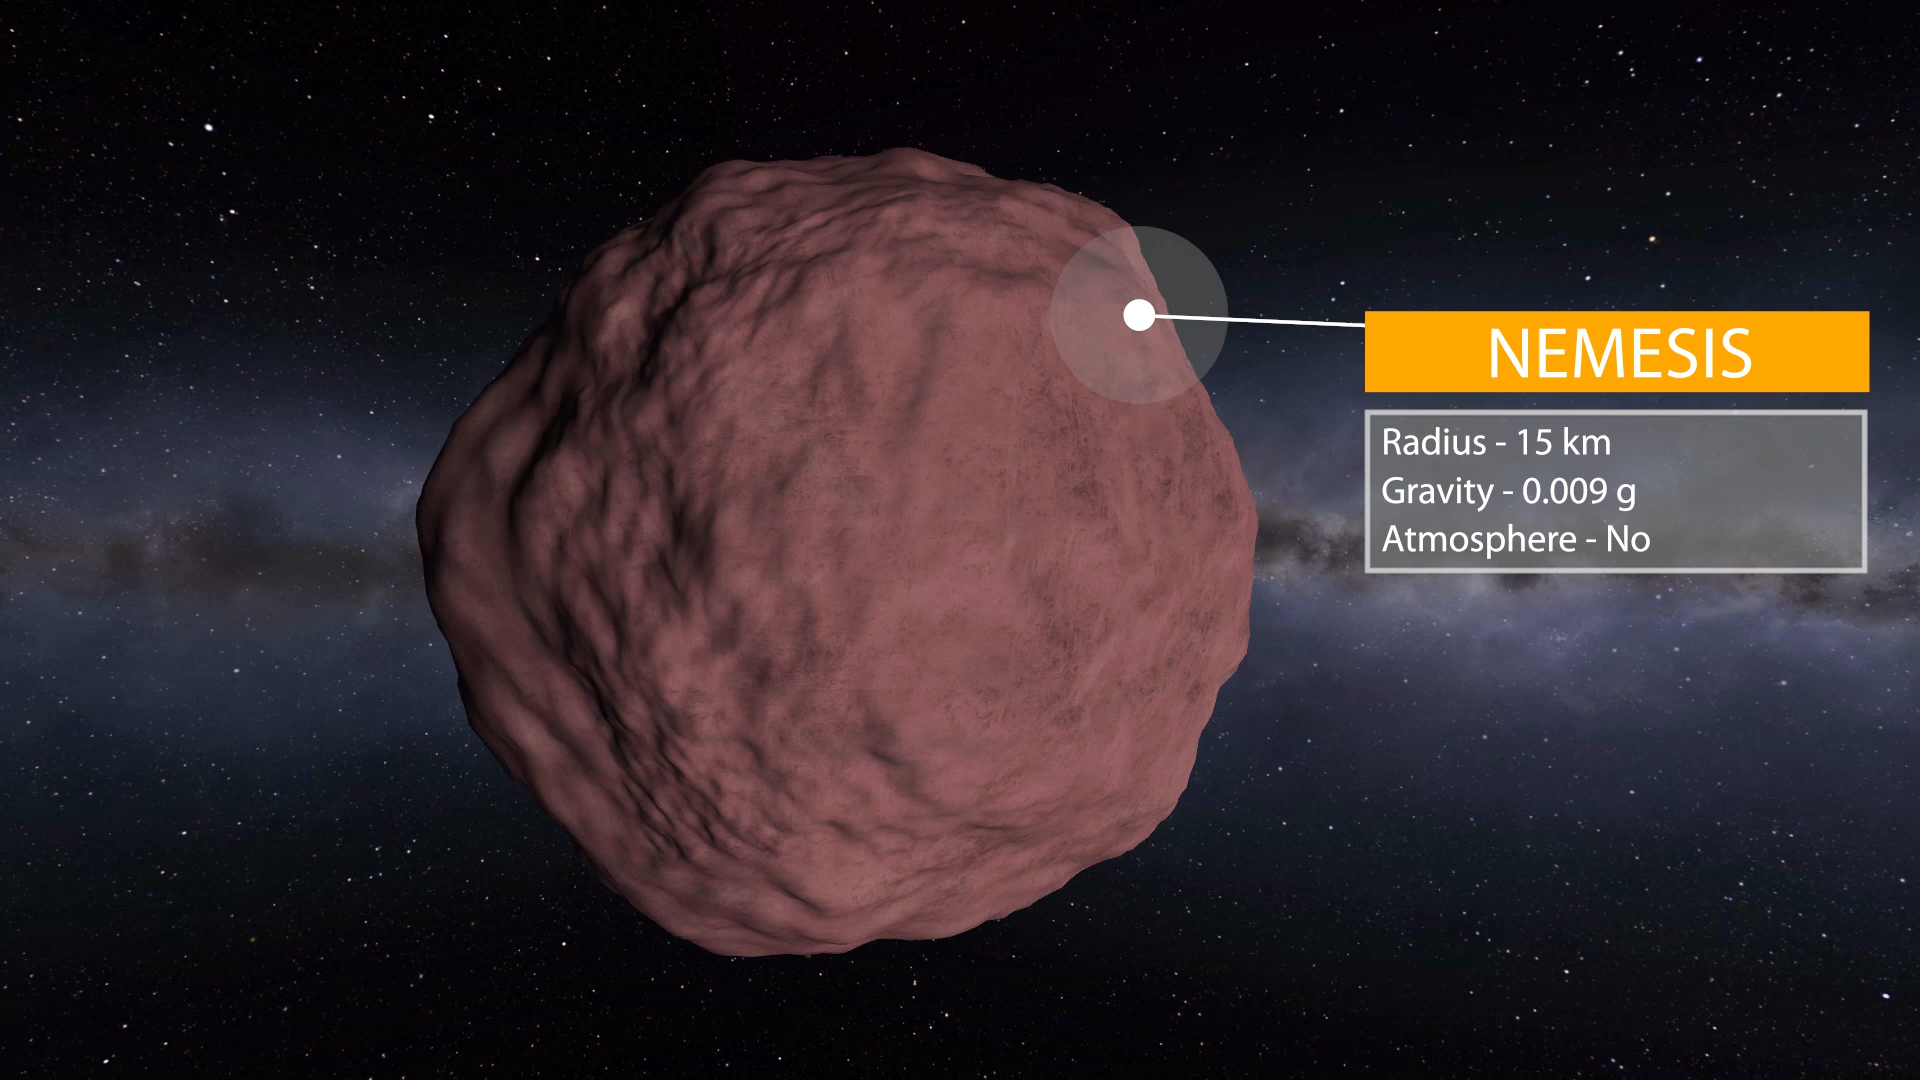 NEMESIS
Radius - 15 km
Gravity - 0.009 g
Atmosphere - No